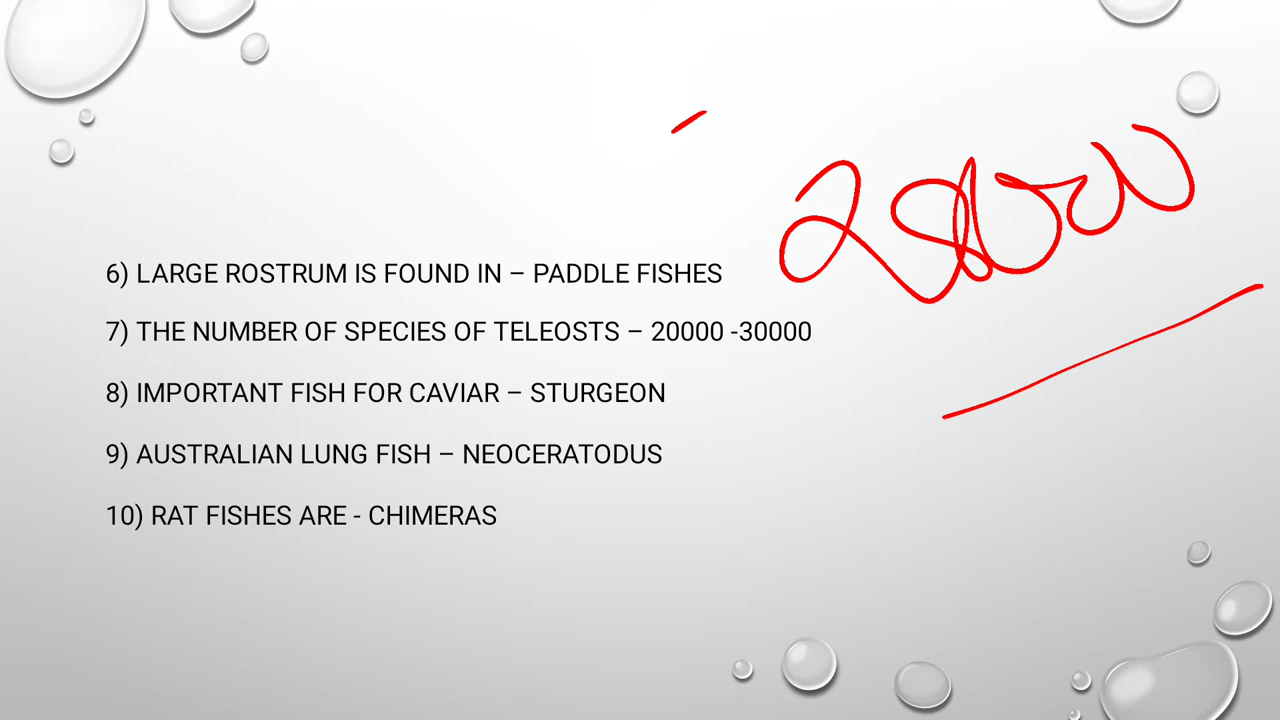 28000
6) LARGE ROSTRUM IS FOUND IN – PADDLE FISHES
7) THE NUMBER OF SPECIES OF TELEOSTS – 20000 -30000
8) IMPORTANT FISH FOR CAVIAR – STURGEON
9) AUSTRALIAN LUNG FISH – NEOCERATODUS
10) RAT FISHES ARE - CHIMERAS